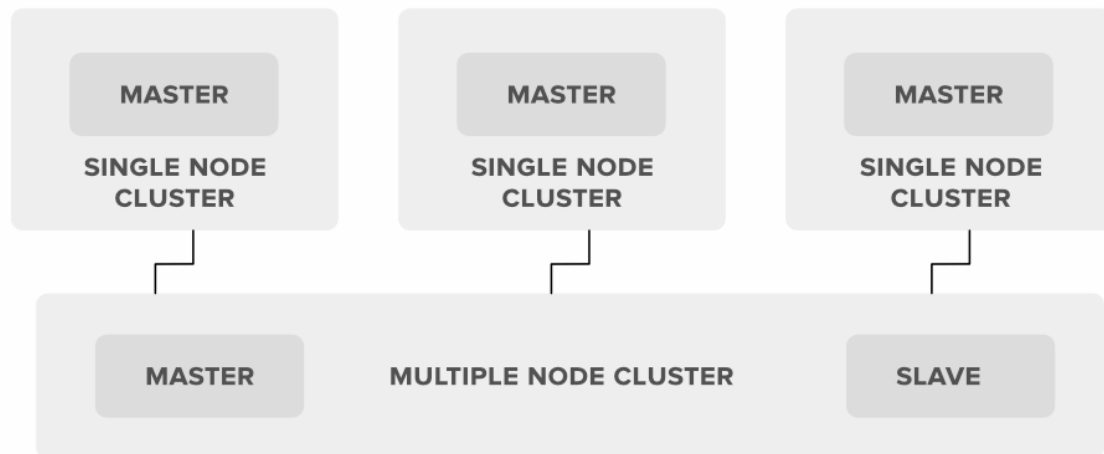 MASTER
MASTER
MASTER
SINGLE NODE
CLUSTER
SINGLE NODE
CLUSTER
SINGLE NODE
CLUSTER
MASTER
MULTIPLE NODE CLUSTER
SLAVE